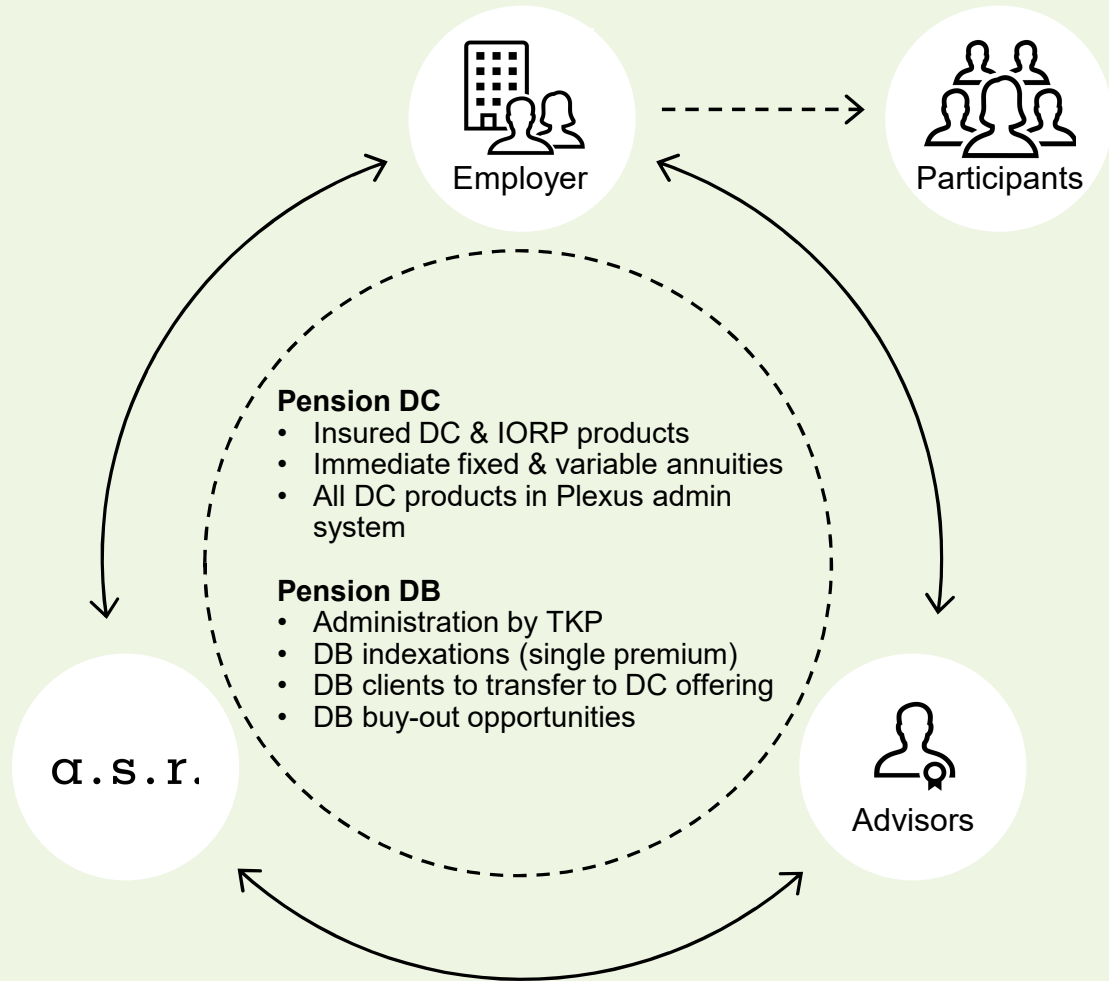 Employer
Participants
Pension DC
• Insured DC & IORP products
• Immediate fixed & variable annuities
• All DC products in Plexus admin
system
Pension DB
• Administration by TKP
• DB indexations (single premium)
• DB clients to transfer to DC offering
• DB buy-out opportunities
a.s.r.
Advisors